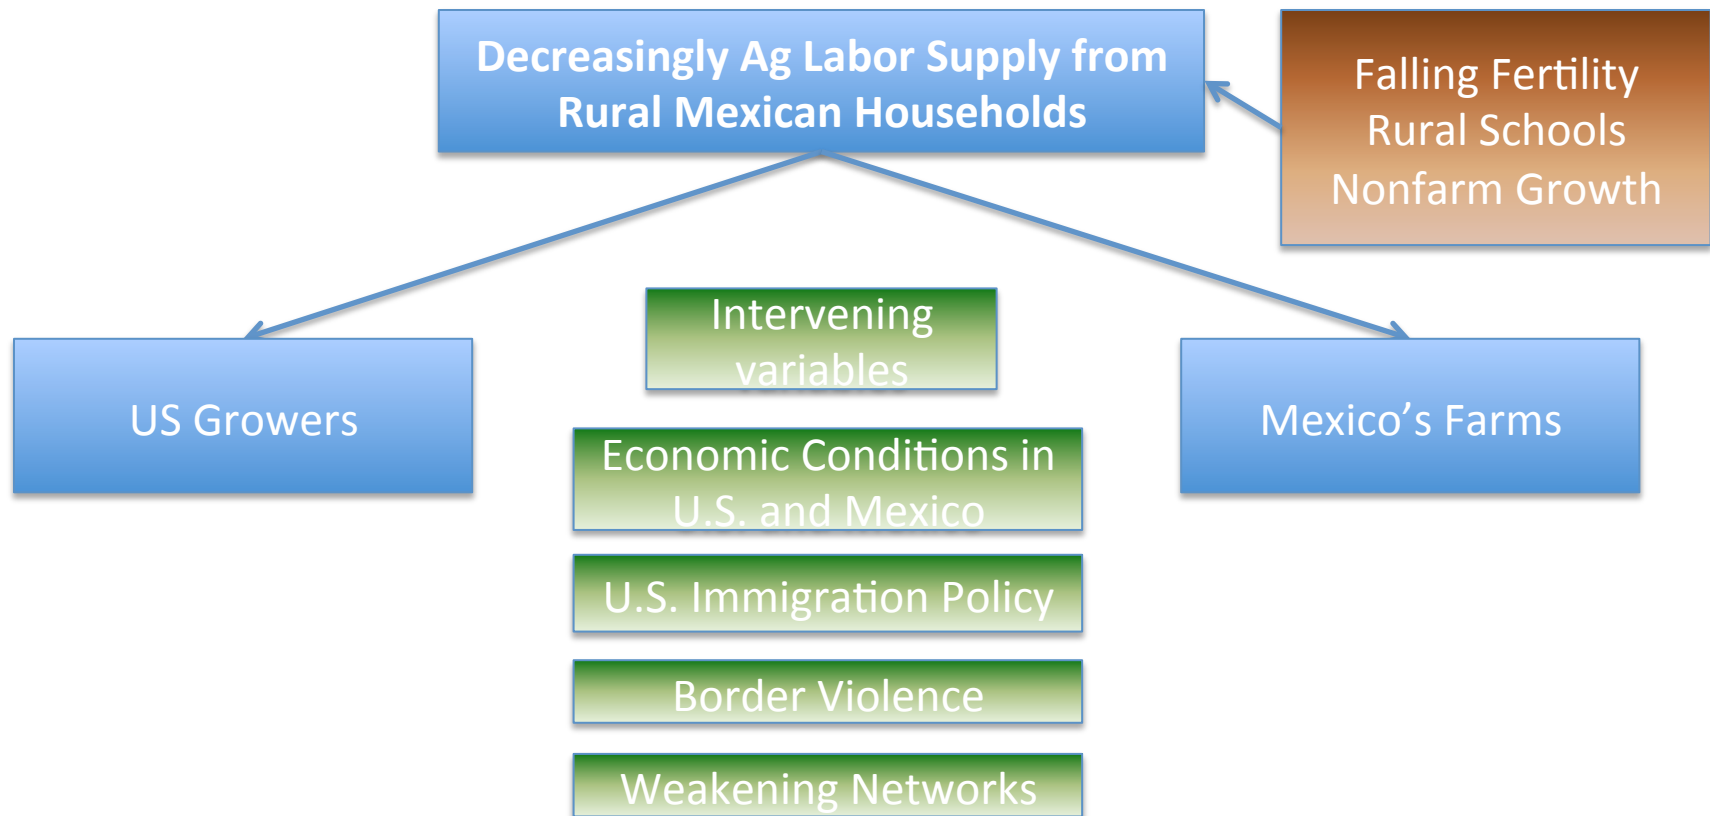 Decreasingly Ag Labor Supply from
Rural Mexican Households
Falling Fertility
Rural Schools
Nonfarm Growth
Intervening
variables
US Growers
Mexico’s Farms
Economic Conditions in
U.S. and Mexico
U.S. Immigration Policy
Border Violence
Weakening Networks